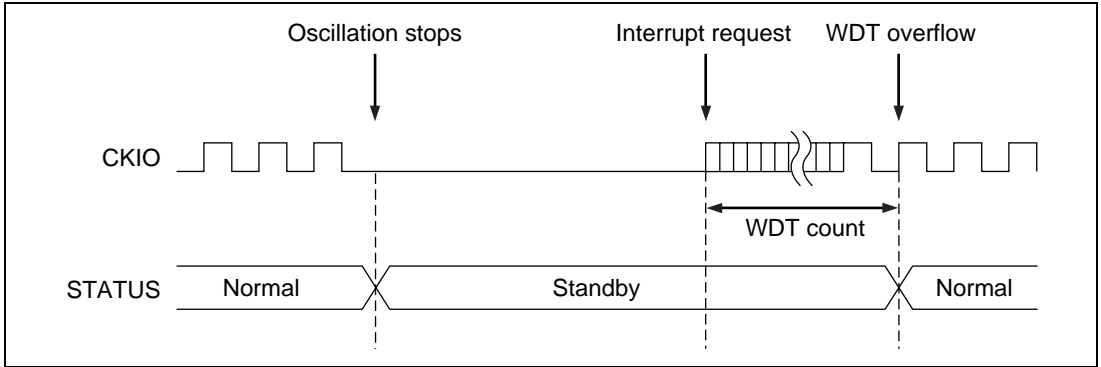 Oscillation stops Interrupt request WDT overflow
CKIO
WDT count
STATUS Normal Standby Normal